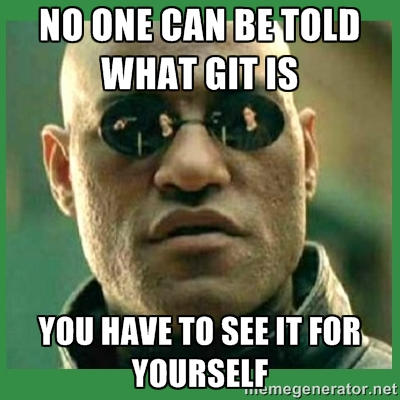 NO ONE CAN BE TOLD
WHAT GIT IS
YOU HAVE TO SEE IT FOR
YOURSELF
memegenerator.net